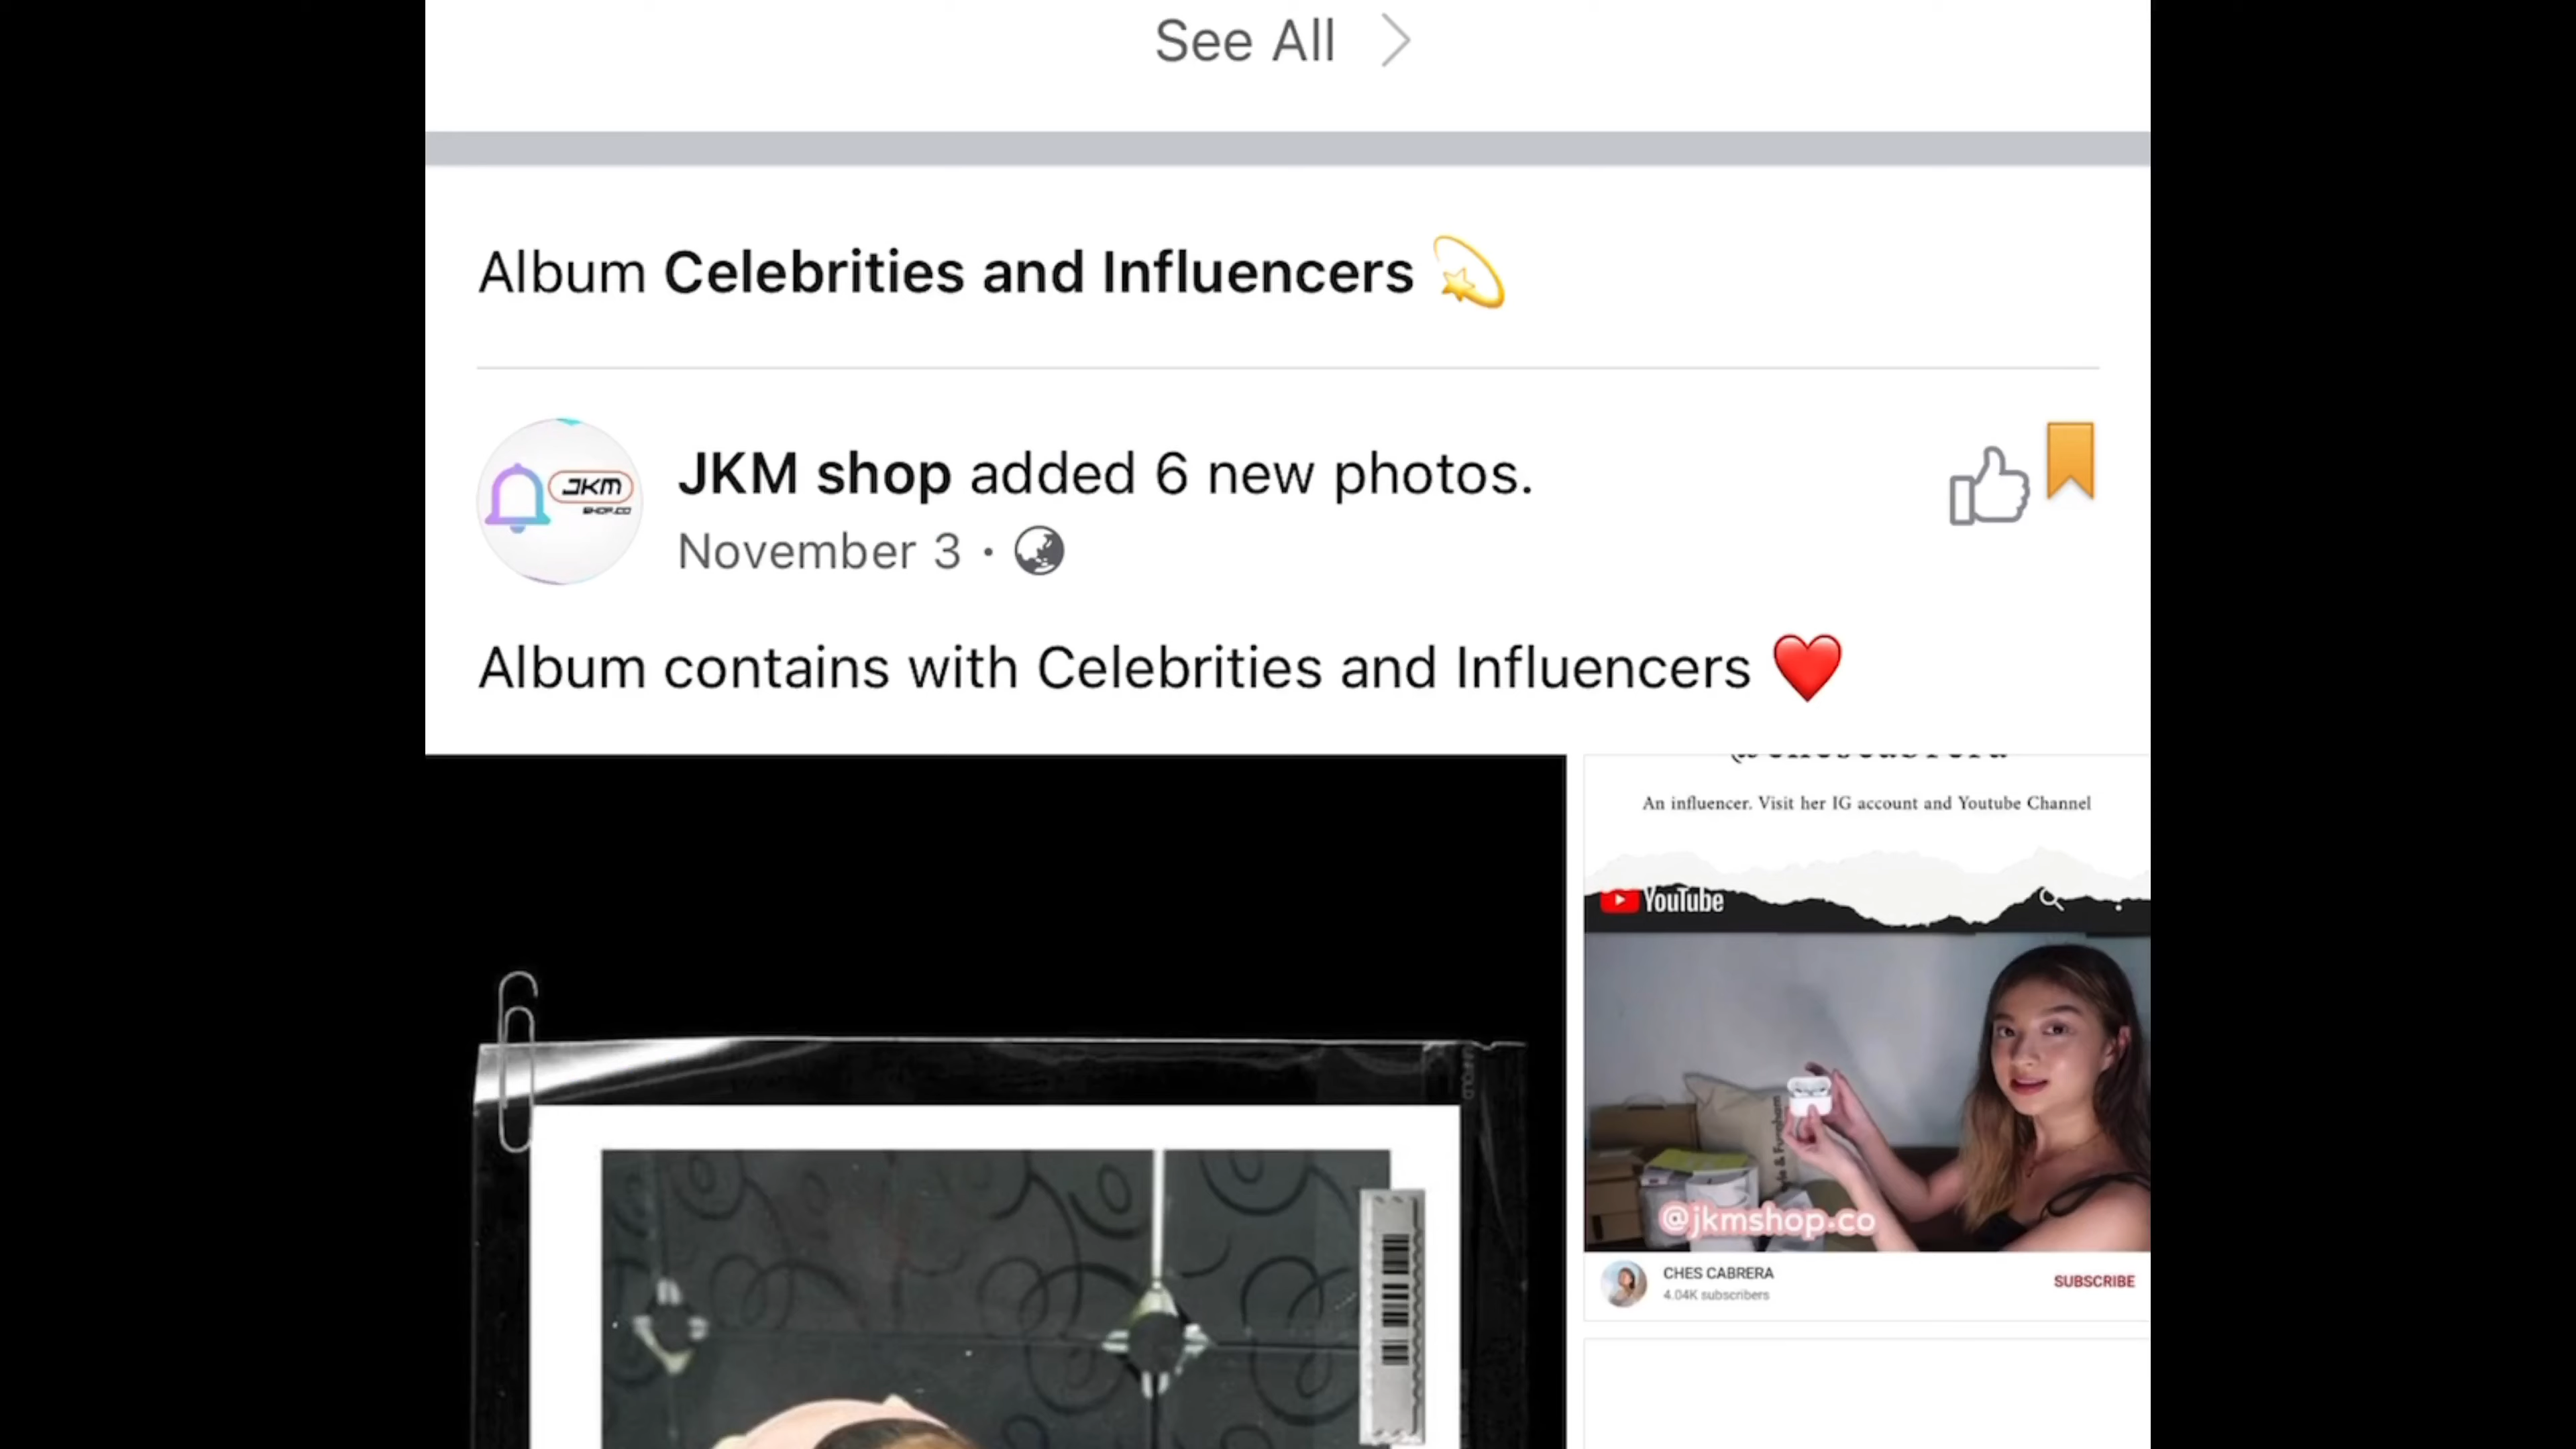 See All
Album Celebrities and Influencers
JKM
SHOP.CO
JKM shop added 6 new photos.
November 3 ·
Album contains with Celebrities and Influencers
An influencer. Visit her IG account and Youtube Channel
YouTube
@jkmshop.co
CHES CABRERA
4.04K subscribers
SUBSCRIBE